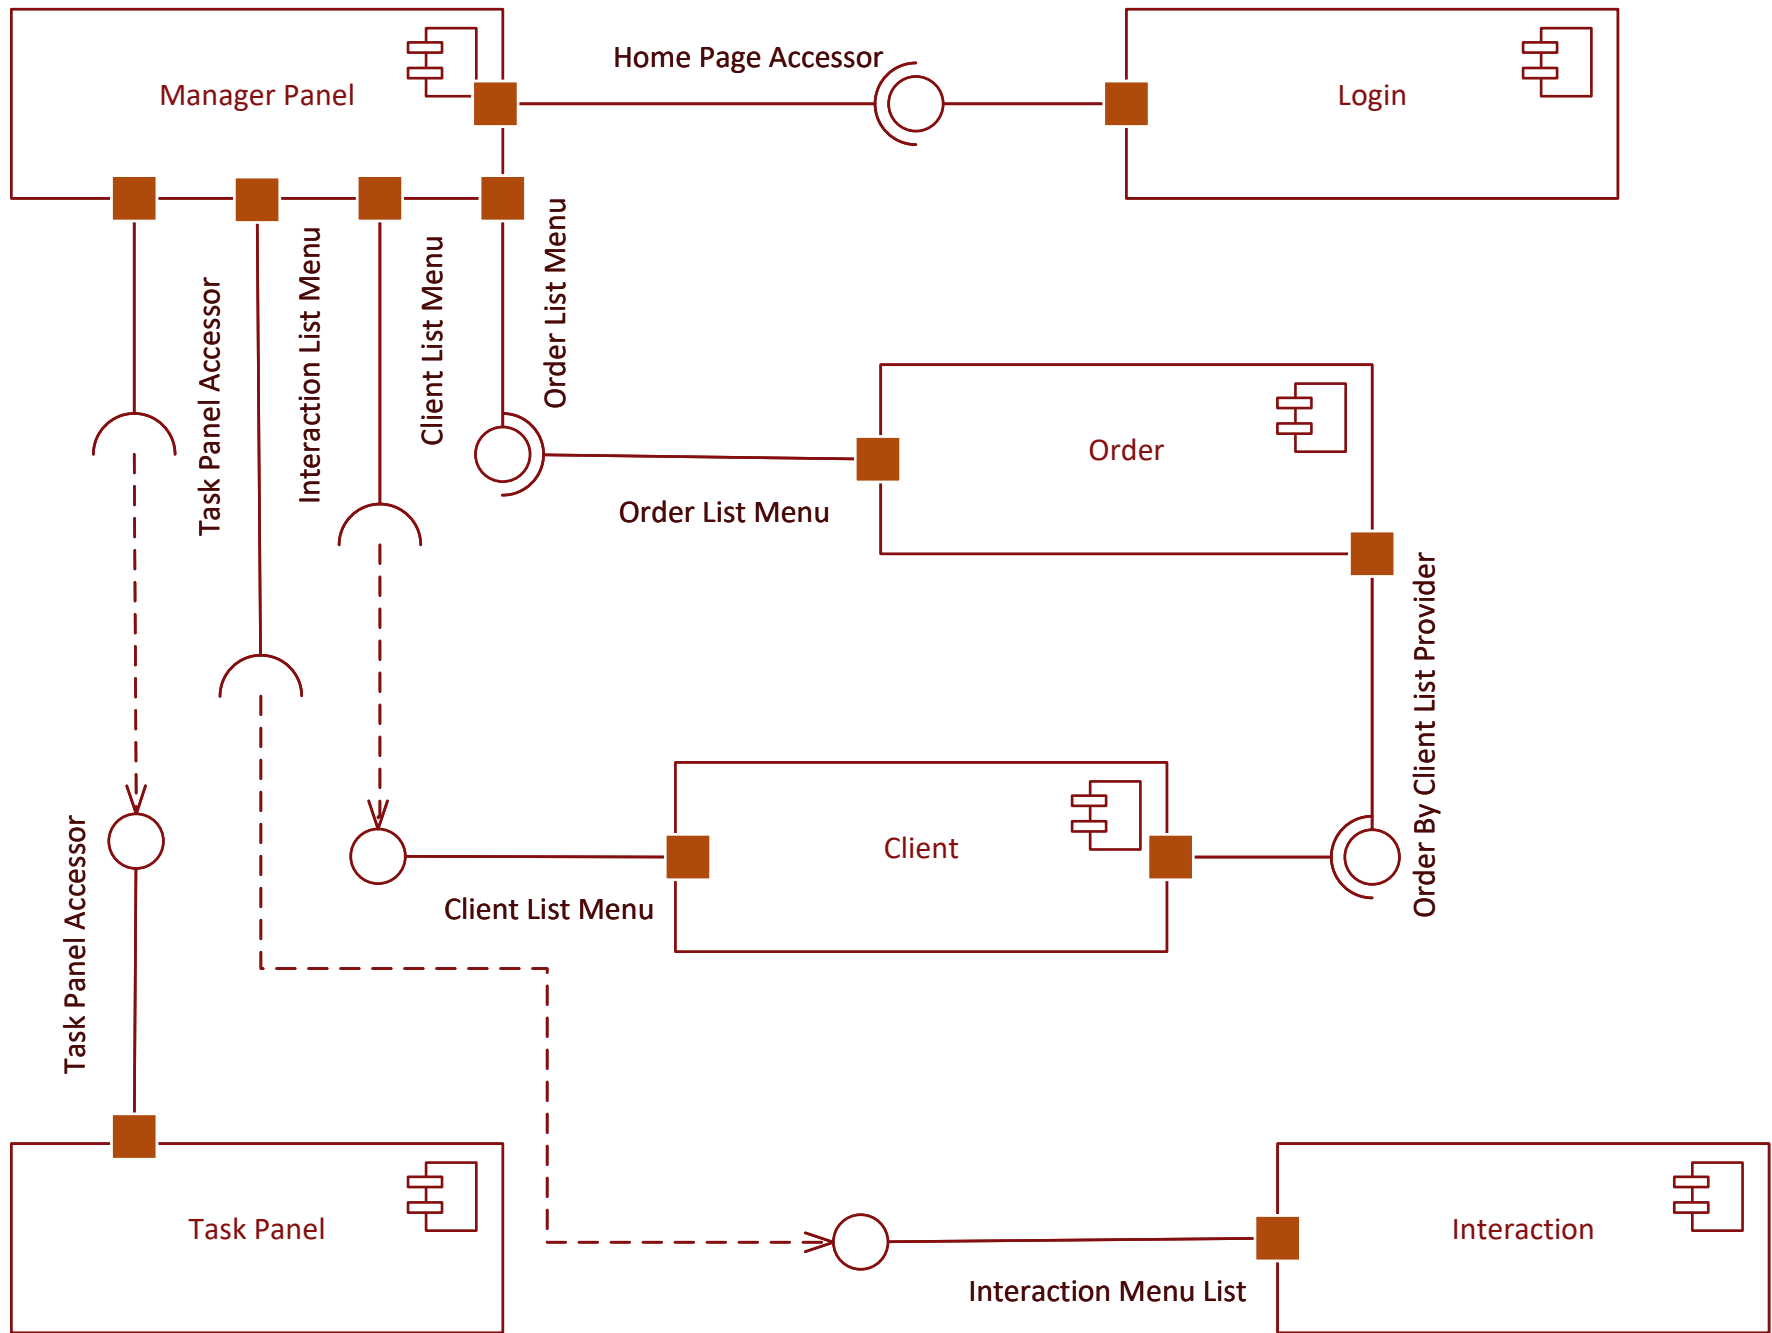 Manager Panel
Home Page Accessor
Login
Task Panel Accessor
Interaction List Menu
Client List Menu
Order List Menu
Order
Order List Menu
Order By Client List Provider
Client
Client List Menu
Task Panel Accessor
Task Panel
Interaction
Interaction Menu List